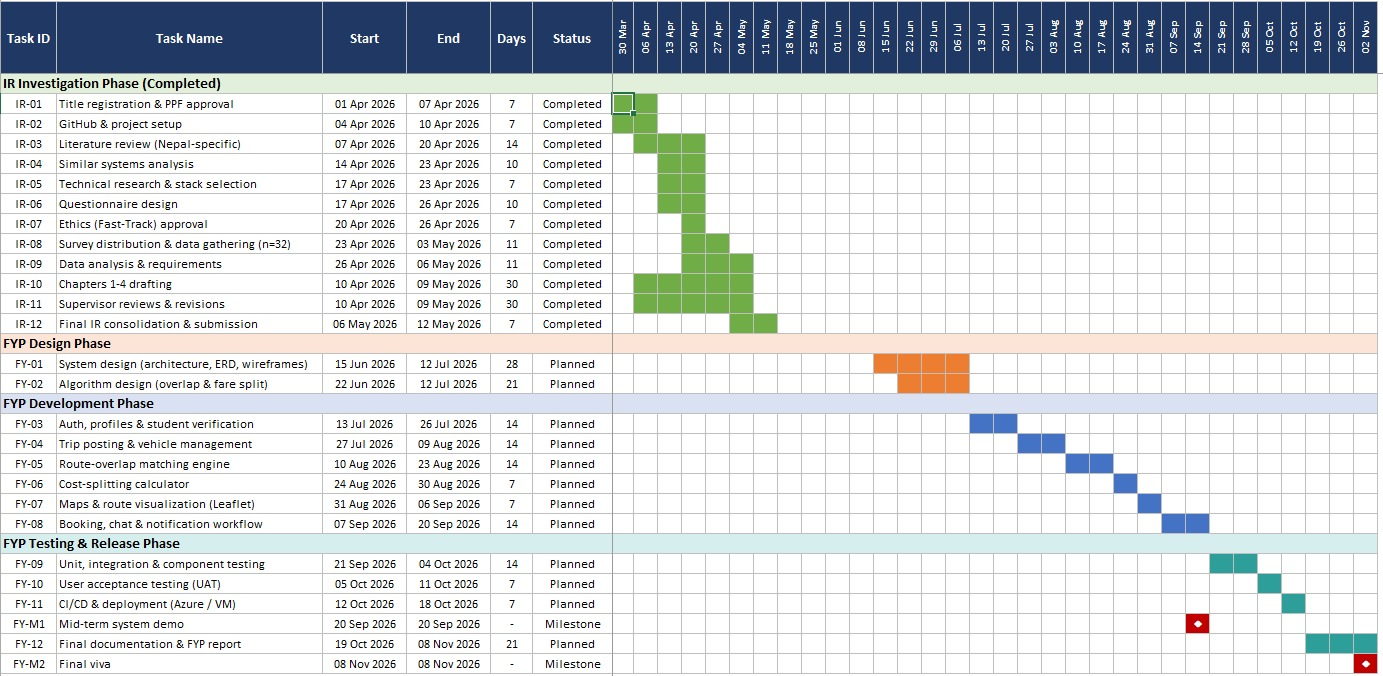 Task ID Task Name Start End Days Status 30 Mar 06 Apr 13 Apr 20 Apr 27 Apr 04 May 11 May 18 May 25 May 01 Jun 08 Jun 15 Jun 22 Jun 29 Jun 06 Jul 13 Jul 20 Jul 27 Jul 03 Aug 10 Aug 17 Aug 24 Aug 31 Aug 07 Sep 14 Sep 21 Sep 28 Sep 05 Oct 12 Oct 19 Oct 26 Oct 02 Nov
IR Investigation Phase (Completed)
IR-01 Title registration & PPF approval 01 Apr 2026 07 Apr 2026 7 Completed
IR-02 GitHub & project setup 04 Apr 2026 10 Apr 2026 7 Completed
IR-03 Literature review (Nepal-specific) 07 Apr 2026 20 Apr 2026 14 Completed
IR-04 Similar systems analysis 14 Apr 2026 23 Apr 2026 10 Completed
IR-05 Technical research & stack selection 17 Apr 2026 23 Apr 2026 7 Completed
IR-06 Questionnaire design 17 Apr 2026 26 Apr 2026 10 Completed
IR-07 Ethics (Fast-Track) approval 20 Apr 2026 26 Apr 2026 7 Completed
IR-08 Survey distribution & data gathering (n=32) 23 Apr 2026 03 May 2026 11 Completed
IR-09 Data analysis & requirements 26 Apr 2026 06 May 2026 11 Completed
IR-10 Chapters 1-4 drafting 10 Apr 2026 09 May 2026 30 Completed
IR-11 Supervisor reviews & revisions 10 Apr 2026 09 May 2026 30 Completed
IR-12 Final IR consolidation & submission 06 May 2026 12 May 2026 7 Completed
FYP Design Phase
FY-01 System design (architecture, ERD, wireframes) 15 Jun 2026 12 Jul 2026 28 Planned
FY-02 Algorithm design (overlap & fare split) 22 Jun 2026 12 Jul 2026 21 Planned
FYP Development Phase
FY-03 Auth, profiles & student verification 13 Jul 2026 26 Jul 2026 14 Planned
FY-04 Trip posting & vehicle management 27 Jul 2026 09 Aug 2026 14 Planned
FY-05 Route-overlap matching engine 10 Aug 2026 23 Aug 2026 14 Planned
FY-06 Cost-splitting calculator 24 Aug 2026 30 Aug 2026 7 Planned
FY-07 Maps & route visualization (Leaflet) 31 Aug 2026 06 Sep 2026 7 Planned
FY-08 Booking, chat & notification workflow 07 Sep 2026 20 Sep 2026 14 Planned
FYP Testing & Release Phase
FY-09 Unit, integration & component testing 21 Sep 2026 04 Oct 2026 14 Planned
FY-10 User acceptance testing (UAT) 05 Oct 2026 11 Oct 2026 7 Planned
FY-11 CI/CD & deployment (Azure / VM) 12 Oct 2026 18 Oct 2026 7 Planned
FY-M1 Mid-term system demo 20 Sep 2026 20 Sep 2026 - Milestone
FY-12 Final documentation & FYP report 19 Oct 2026 08 Nov 2026 21 Planned
FY-M2 Final viva 08 Nov 2026 08 Nov 2026 - Milestone